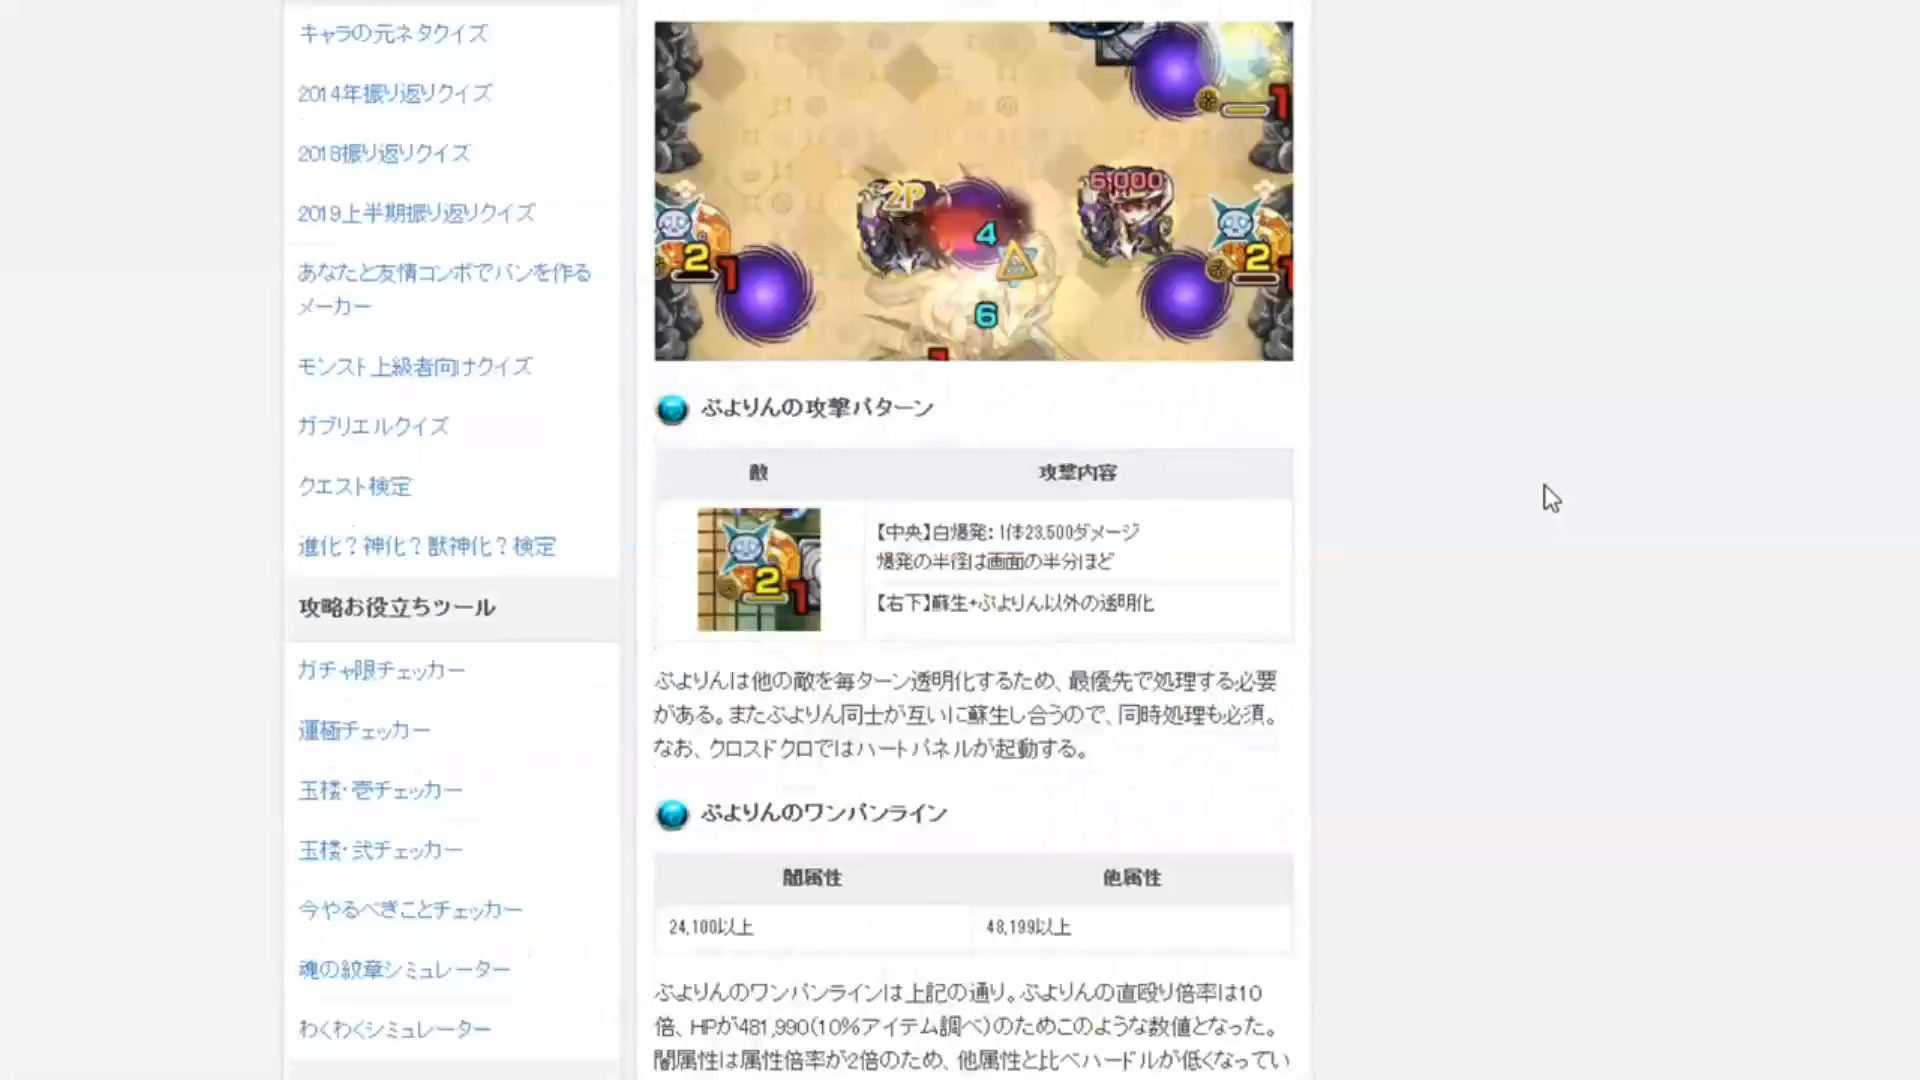 キャラの元ネタクイズ
2014年振り返りクイズ
2018振り返りクイズ
2019上半期振り返りクイズ
あなたと友情コンボでパンを作る
メーカー
モンスト上級者向けクイズ
ガブリエルクイズ
クエスト検定
進化？神化？獣神化？検定
攻略お役立ちツール
ガチャ限チェッカー
運極チェッカー
玉楼・壱チェッカー
玉楼・弐チェッカー
今やるべきことチェッカー
魂の紋章シミュレーター
わくわくシミュレーター
1
2P
6,000
4
2
1
2
1
6
1
ぷよりんの攻撃パターン
敵
攻撃内容
2
1
【中央】白爆発: 1体23,500ダメージ
爆発の半径は画面の半分ほど
【右下】蘇生+ぷよりん以外の透明化
ぷよりんは他の敵を毎ターン透明化するため、最優先で処理する必要
がある。またぷよりん同士が互いに蘇生し合うので、同時処理も必須。
なお、クロスドクロではハートパネルが起動する。
ぷよりんのワンパンライン
闇属性
他属性
24,100以上
48,199以上
ぷよりんのワンパンラインは上記の通り。ぷよりんの直殴り倍率は10
倍、HPが481,990(10%アイテム調べ)のためこのような数値となった。
闇属性は属性倍率が2倍のため、他属性と比べハードルが低くなってい